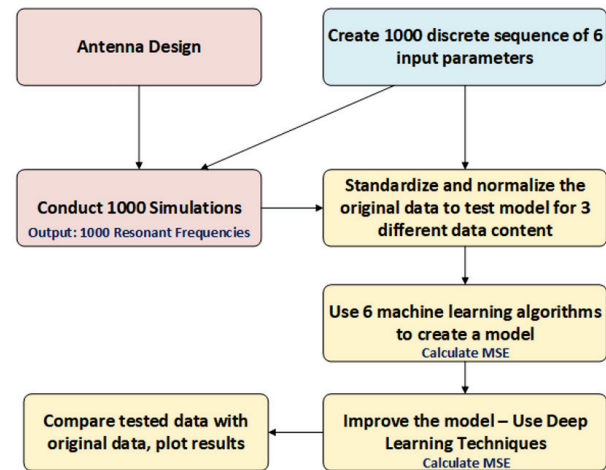 Antenna Design
Create 1000 discrete sequence of 6
input parameters
Conduct 1000 Simulations
Output: 1000 Resonant Frequencies
Standardize and normalize the
original data to test model for 3
different data content
Use 6 machine learning algorithms
to create a model
Calculate MSE
Compare tested data with
original data, plot results
Improve the model – Use Deep
Learning Techniques
Calculate MSE